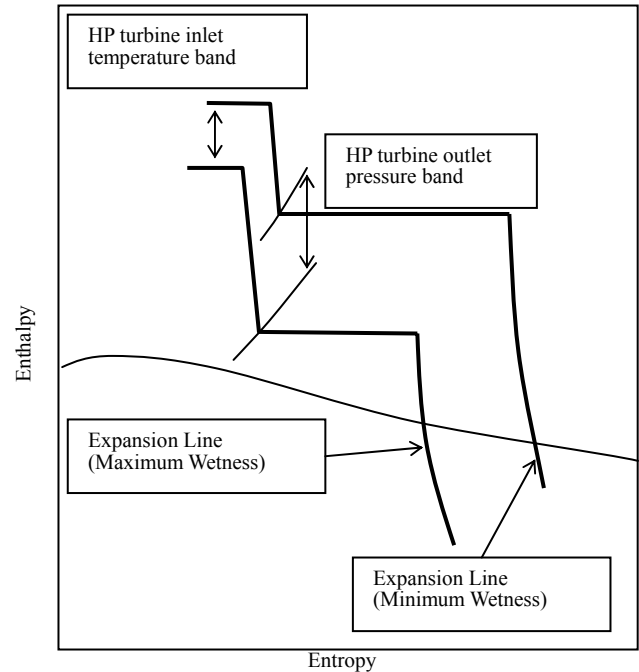 HP turbine inlet
temperature band
HP turbine outlet
pressure band
Enthalpy
Expansion Line
(Maximum Wetness)
Expansion Line
(Minimum Wetness)
Entropy